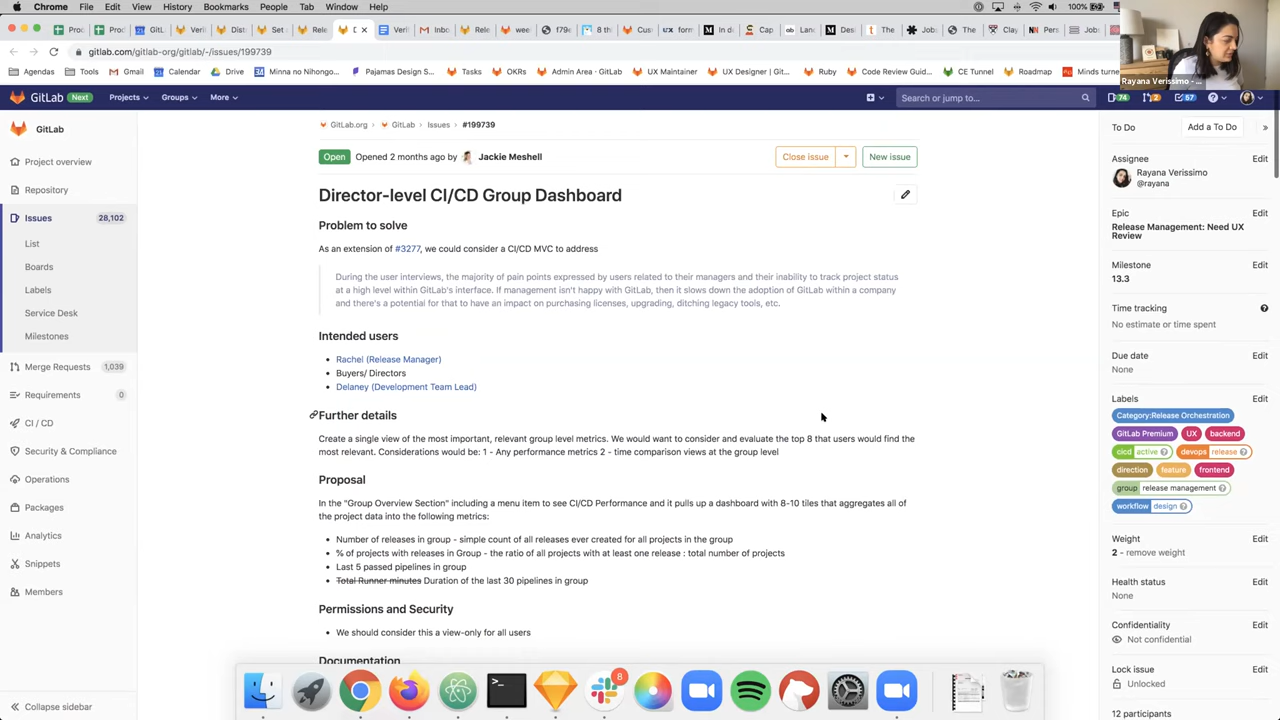 Chrome File Edit View History Bookmarks People Tab Window Help 100%
gitlab.com/gitlab-org/gitlab/-/issues/199739
Agendas Tools Gmail Calendar Drive Minna no Nihongo... Pajamas Design S... Tasks OKRs Admin Area · GitLab UX Maintainer UX Designer | Git... Ruby Code Review Guid... CE Tunnel Roadmap Minds turne
Rayana Verissimo -
GitLab Next Projects Groups More Search or jump to... 74 2 67
GitLab
Project overview
Repository
Issues 28,102
List
Boards
Labels
Service Desk
Milestones
Merge Requests 1,039
Requirements 0
CI / CD
Security & Compliance
Operations
Packages
Analytics
Snippets
Members
Collapse sidebar
GitLab.org > GitLab > Issues > #199739
Open Opened 2 months ago by Jackie Meshell Close issue New issue
Director-level CI/CD Group Dashboard
Problem to solve
As an extension of #3277, we could consider a CI/CD MVC to address
During the user interviews, the majority of pain points expressed by users related to their managers and their inability to track project status
at a high level within GitLab's interface. If management isn't happy with GitLab, then it slows down the adoption of GitLab within a company
and there's a potential for that to have an impact on purchasing licenses, upgrading, ditching legacy tools, etc.
Intended users
• Rachel (Release Manager)
• Buyers/ Directors
• Delaney (Development Team Lead)
Further details
Create a single view of the most important, relevant group level metrics. We would want to consider and evaluate the top 8 that users would find the
most relevant. Considerations would be: 1 - Any performance metrics 2 - time comparison views at the group level
Proposal
In the "Group Overview Section" including a menu item to see CI/CD Performance and it pulls up a dashboard with 8-10 tiles that aggregates all of
the project data into the following metrics:
• Number of releases in group - simple count of all releases ever created for all projects in the group
• % of projects with releases in Group - the ratio of all projects with at least one release : total number of projects
• Last 5 passed pipelines in group
• Total Runner minutes Duration of the last 30 pipelines in group
Permissions and Security
• We should consider this a view-only for all users
Documentation
8
To Do Add a To Do
Assignee Edit
Rayana Verissimo
@rayana
Epic Edit
Release Management: Need UX
Review
Milestone Edit
13.3
Time tracking
No estimate or time spent
Due date Edit
None
Labels Edit
Category:Release Orchestration
GitLab Premium UX backend
cicd active devops release
direction feature frontend
group release management
workflow design
Weight Edit
2 - remove weight
Health status Edit
None
Confidentiality Edit
Not confidential
Lock issue Edit
Unlocked
12 participants